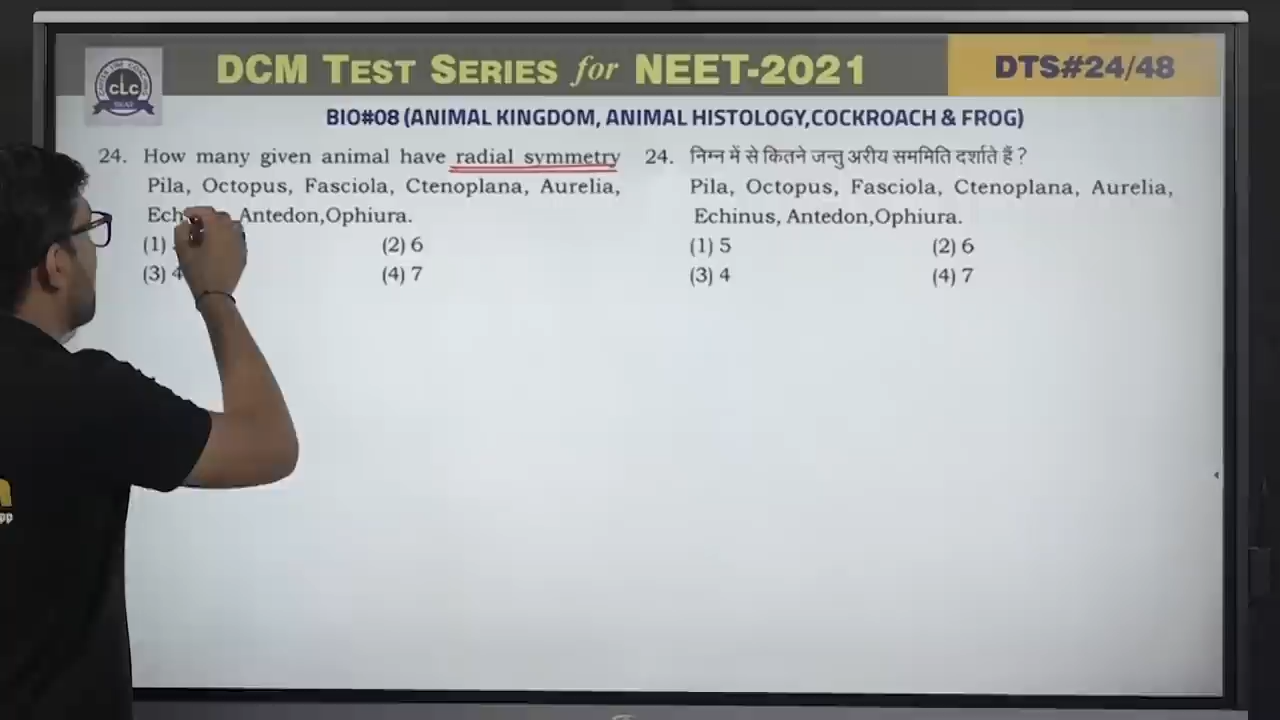 DCM TEST SERIES for NEET-2021
DTS#24/48
CLC
BIO#08 (ANIMAL KINGDOM, ANIMAL HISTOLOGY,COCKROACH & FROG)
24. How many given animal have radial symmetry
Pila, Octopus, Fasciola, Ctenoplana, Aurelia,
Antedon,Ophiura.
(1) (2) 6
(3) 4 (4) 7
24. निम्न में से कितने जन्तु अरीय सममिति दर्शाते हैं ?
Pila, Octopus, Fasciola, Ctenoplana, Aurelia,
Echinus, Antedon,Ophiura.
(1) 5 (2) 6
(3) 4 (4) 7